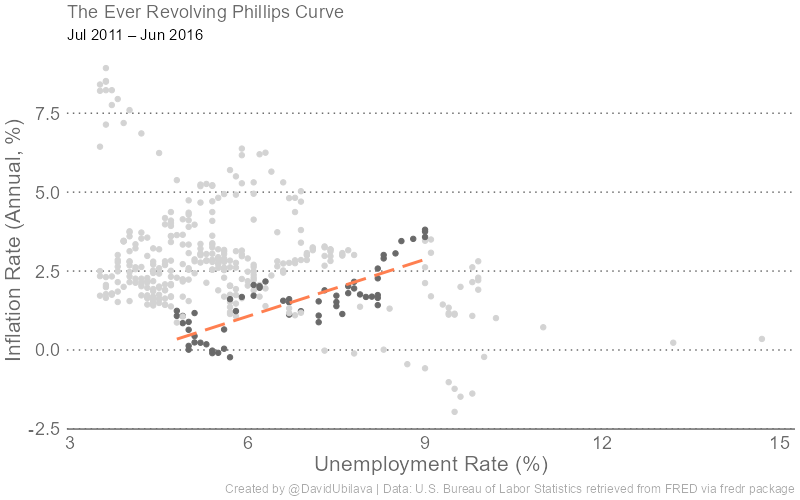 The Ever Revolving Phillips Curve
Jul 2011 – Jun 2016
Inflation Rate (Annual, %)
7.5
5.0
2.5
0.0
-2.5
3 6 9 12 15
Unemployment Rate (%)
Created by @DavidUbilava | Data: U.S. Bureau of Labor Statistics retrieved from FRED via fredr package